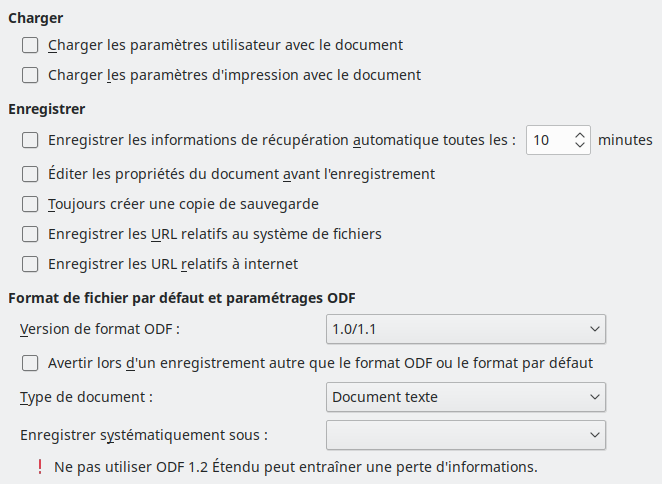 Charger
Charger les paramètres utilisateur avec le document
Charger les paramètres d'impression avec le document
Enregistrer
Enregistrer les informations de récupération automatique toutes les : 10 minutes
Éditer les propriétés du document avant l'enregistrement
Toujours créer une copie de sauvegarde
Enregistrer les URL relatifs au système de fichiers
Enregistrer les URL relatifs à internet
Format de fichier par défaut et paramétrages ODF
Version de format ODF : 1.0/1.1
Avertir lors d'un enregistrement autre que le format ODF ou le format par défaut
Type de document : Document texte
Enregistrer systématiquement sous :
! Ne pas utiliser ODF 1.2 Étendu peut entraîner une perte d'informations.